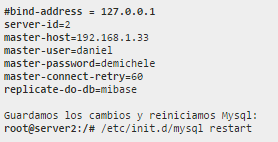 #bind-address = 127.0.0.1
server-id=2
master-host=192.168.1.33
master-user=daniel
master-password=demichele
master-connect-retry=60
replicate-do-db=mibase
Guardamos los cambios y reiniciamos Mysql:
root@server2:/# /etc/init.d/mysql restart